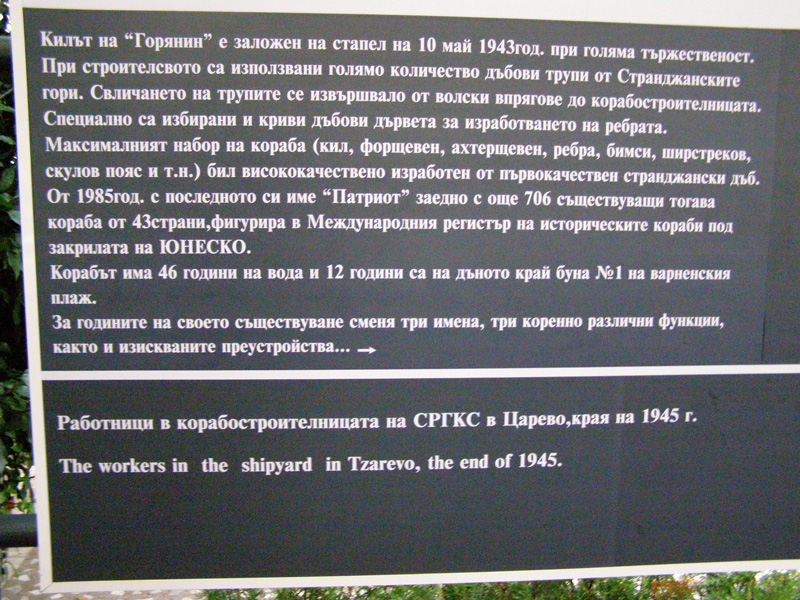 Килът на “Горянин” е заложен на стапел на 10 май 1943год. при голяма тържественост.
При строителсвото са използвани голямо количество дъбови трупи от Странджанските
гори. Свличането на трупите се извършвало от волски впрягове до корабостроителницата.
Специално са избирани и криви дъбови дървета за изработването на ребрата.
Максималният набор на кораба (кил, форщевен, ахтерщевен, ребра, бимси, ширстреков,
скулов пояс и т.н.) бил висококачествено изработен от първокачествен странджански дъб.
От 1985год. с последното си име “Патриот” заедно с още 706 съществуващи тогава
кораба от 43страни,фигурира в Международния регистър на историческите кораби под
закрилата на ЮНЕСКО.
Корабът има 46 години на вода и 12 години са на дъното край буна №1 на варненския
плаж.
За годините на своето съществуване сменя три имена, три коренно различни функции,
както и изискваните преустройства... →
Работници в корабостроителницата на СРГКС в Царево,края на 1945 г.
The workers in the shipyard in Tzarevo, the end of 1945.